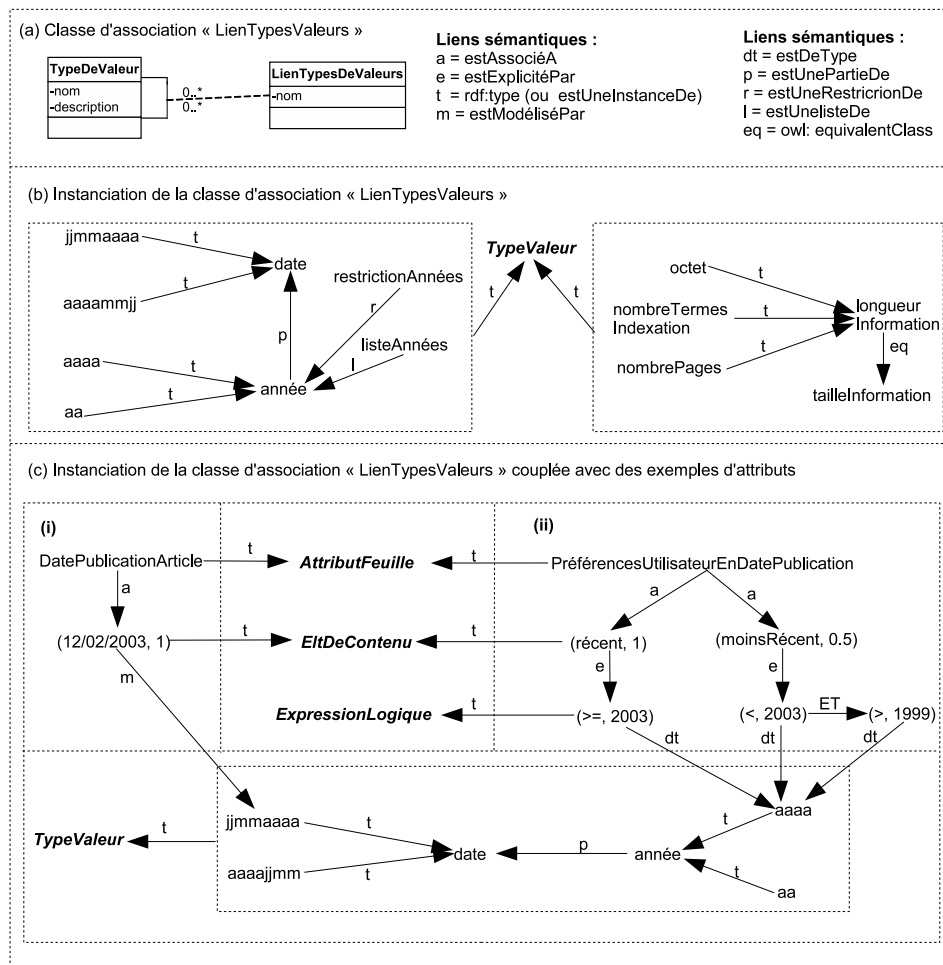 (a) Classe d'association « LienTypesValeurs »
TypeDeValeur
-nom
-description
0..*
0..*
LienTypesDeValeurs
-nom
Liens sémantiques :
a = estAssociéA
e = estExplicitéPar
t = rdf:type (ou estUneInstanceDe)
m = estModéliséPar
Liens sémantiques :
dt = estDeType
p = estUnePartieDe
r = estUneRestricrionDe
l = estUnelisteDe
eq = owl: equivalentClass
(b) Instanciation de la classe d'association « LienTypesValeurs »
jjmmaaaa
t
date
t
aaaammjj
restrictionAnnées
r
p
listeAnnées
l
aaaa
t
année
t
aa
TypeValeur
t
t
octet
t
nombreTermes
Indexation
t
longueur
Information
t
nombrePages
eq
tailleInformation
(c) Instanciation de la classe d'association « LienTypesValeurs » couplée avec des exemples d'attributs
(i)
(ii)
DatePublicationArticle
t
AttributFeuille
t
PréférencesUtilisateurEnDatePublication
a
a
a
(12/02/2003, 1)
t
EltDeContenu
t
(récent, 1)
(moinsRécent, 0.5)
m
e
e
ExpressionLogique
t
(>=, 2003)
(<, 2003)
ET
(>, 1999)
dt
dt
dt
jjmmaaaa
aaaa
t
t
TypeValeur
t
date
p
année
aaaajjmm
t
t
aa